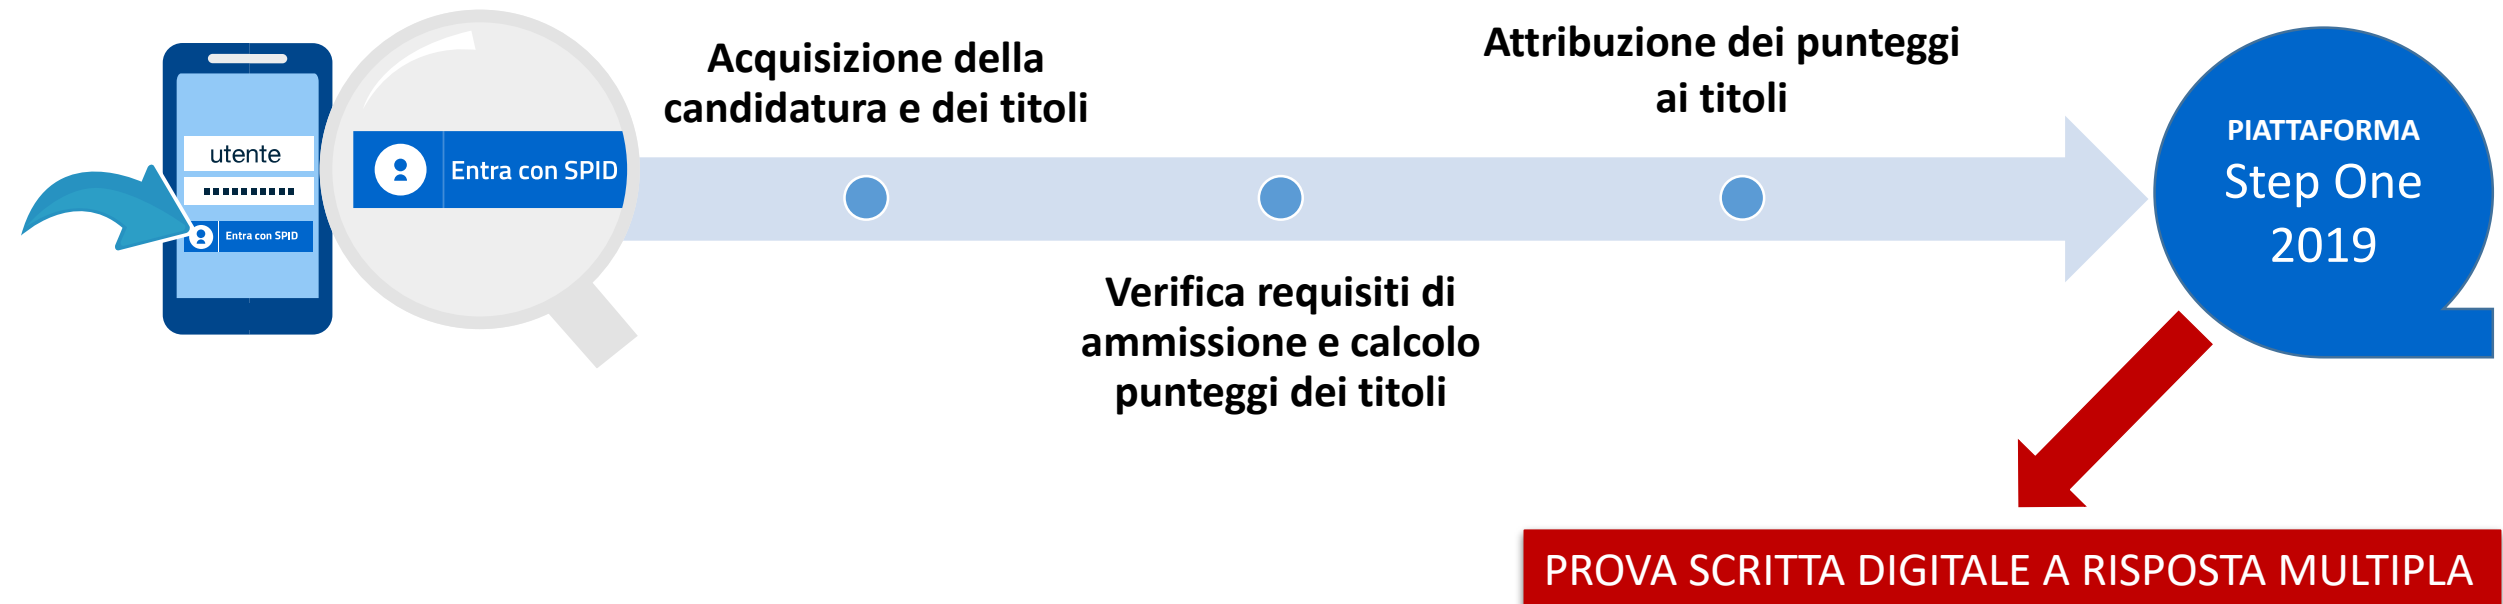 utente
Entra con SPID
Entra con SPID
Acquisizione della
candidatura e dei titoli
Verifica requisiti di
ammissione e calcolo
punteggi dei titoli
Attribuzione dei punteggi
ai titoli
PIATTAFORMA
Step One
2019
PROVA SCRITTA DIGITALE A RISPOSTA MULTIPLA